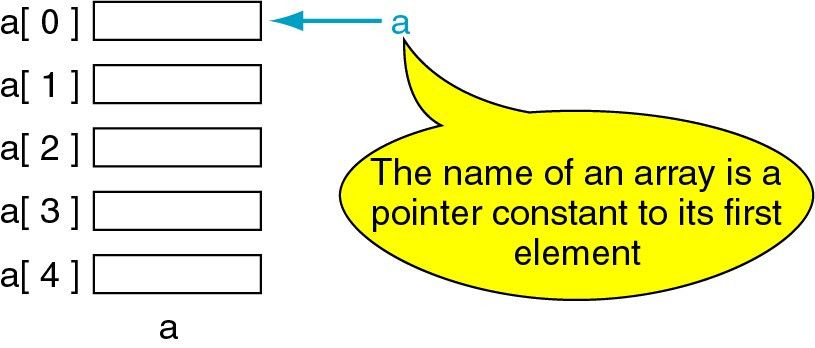 a[ 0 ]
a
a[ 1 ]
a[ 2 ]
a[ 3 ]
a[ 4 ]
a
The name of an array is a
pointer constant to its first
element